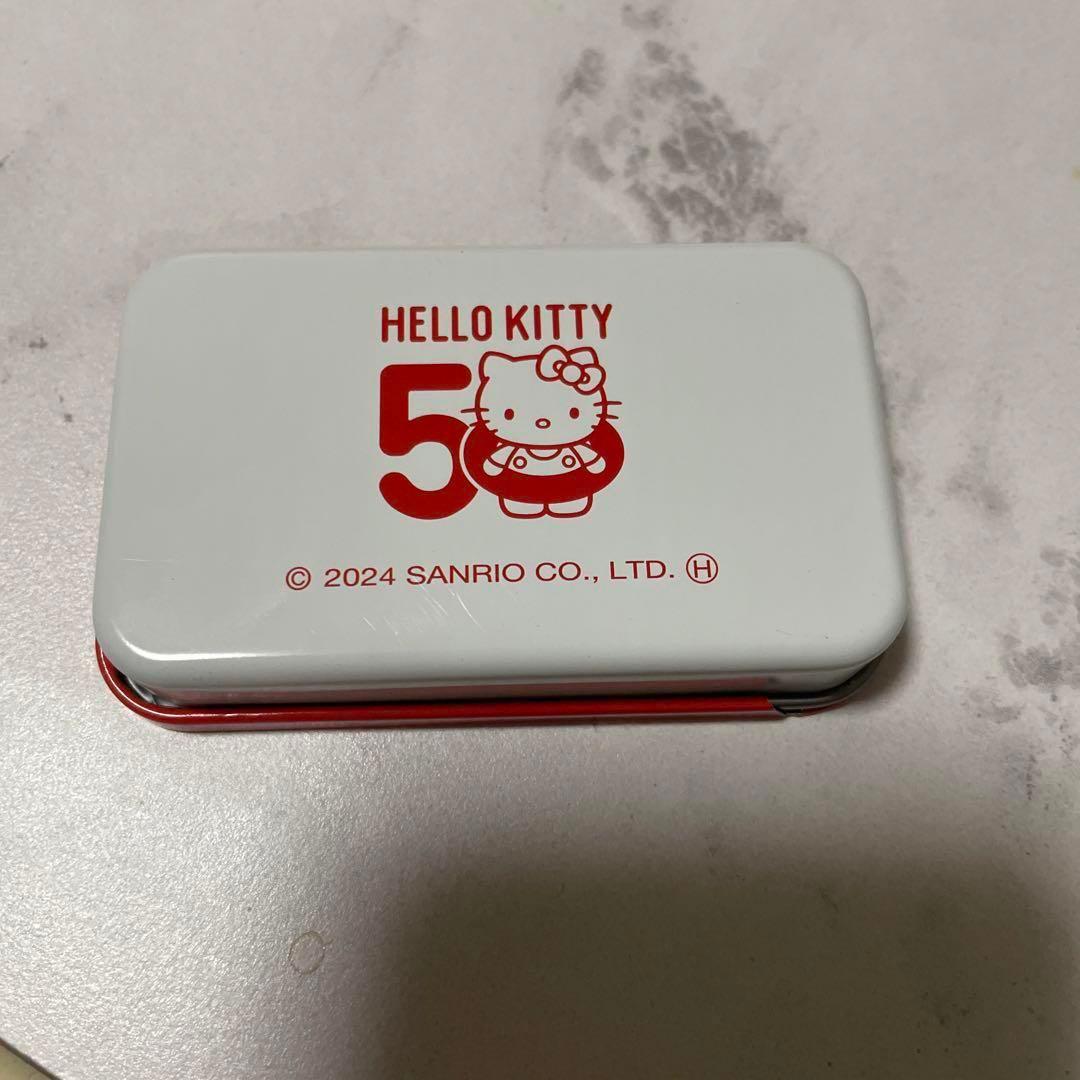 HELLO KITTY
50
© 2024 SANRIO CO., LTD. Ⓗ